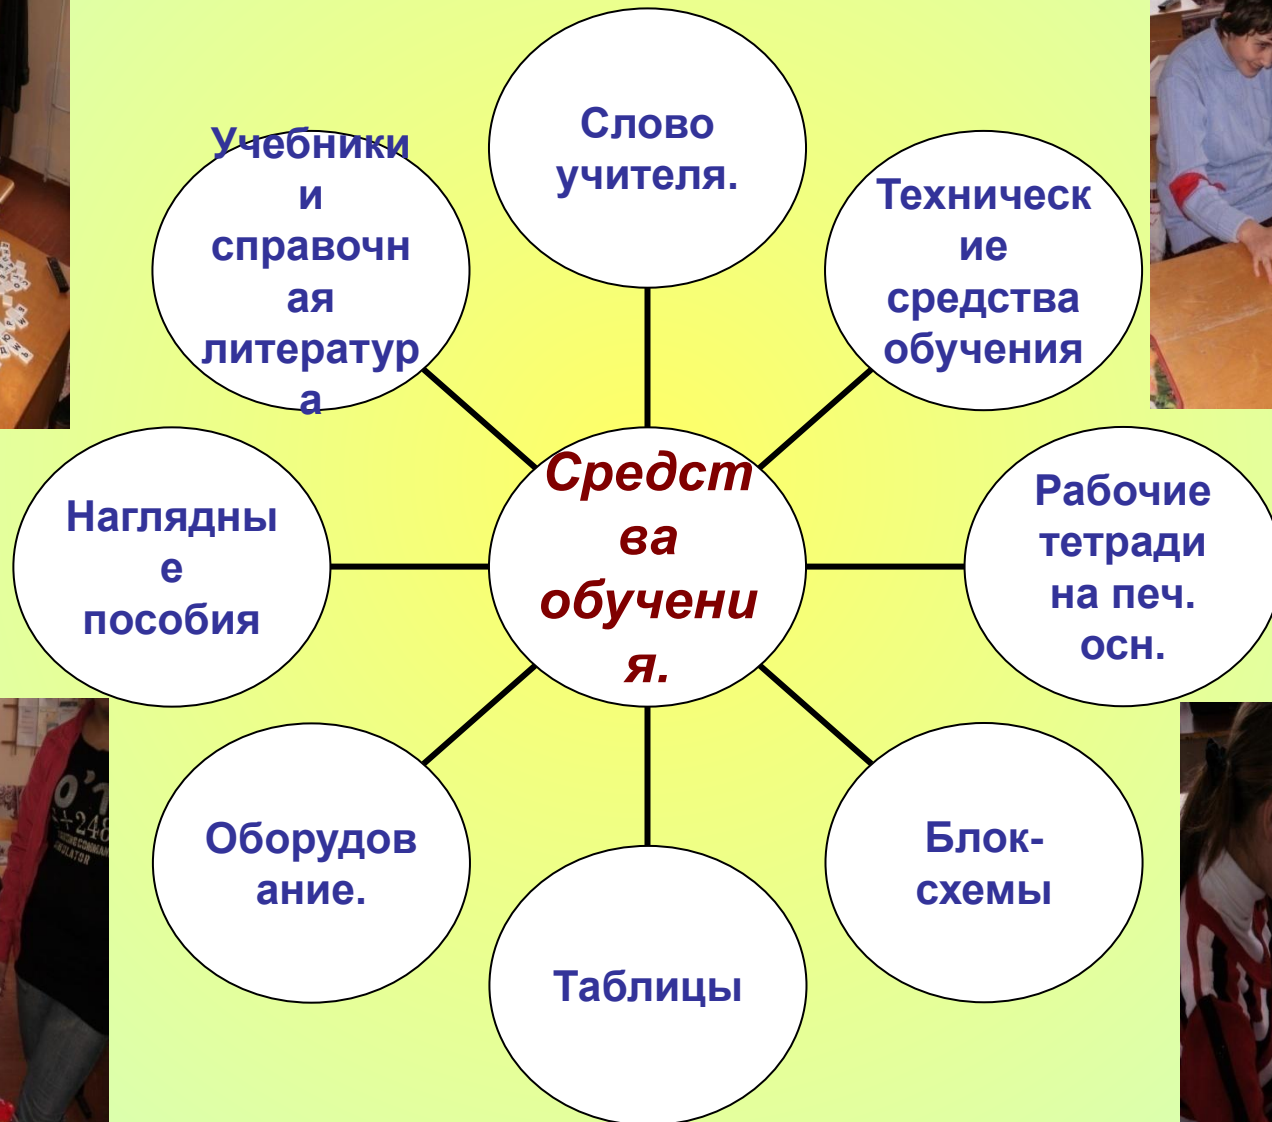 Слово
учителя.
Учебники
и
справочн
ая
литератур
а
Техническ
ие
средства
обучения
Наглядны
е
пособия
Средст
ва
обучени
я.
Рабочие
тетради
на печ.
осн.
Оборудов
ание.
Блок-
схемы
Таблицы